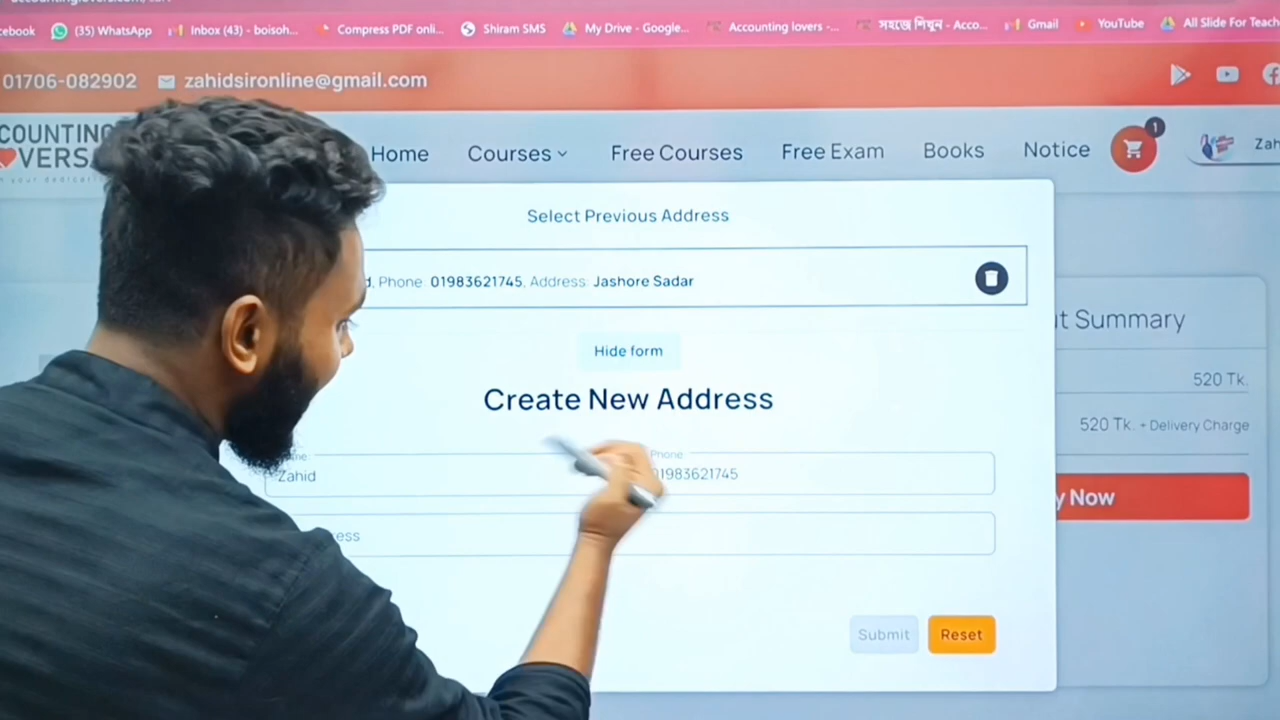 (35) WhatsApp Inbox (43) - boisoh... Compress PDF onli... Shiram SMS My Drive - Google... Accounting lovers -... সহজে শিখুন - Acco... Gmail YouTube All Slide For Teach
01706-082902 zahidsironline@gmail.com
COUNTING
OVERS
Home Courses Free Courses Free Exam Books Notice 1 Zah
Select Previous Address
d, Phone: 01983621745, Address: Jashore Sadar
Hide form
t Summary
Create New Address
520 Tk.
520 Tk. + Delivery Charge
Phone
Zahid 01983621745
y Now
ess
Submit Reset